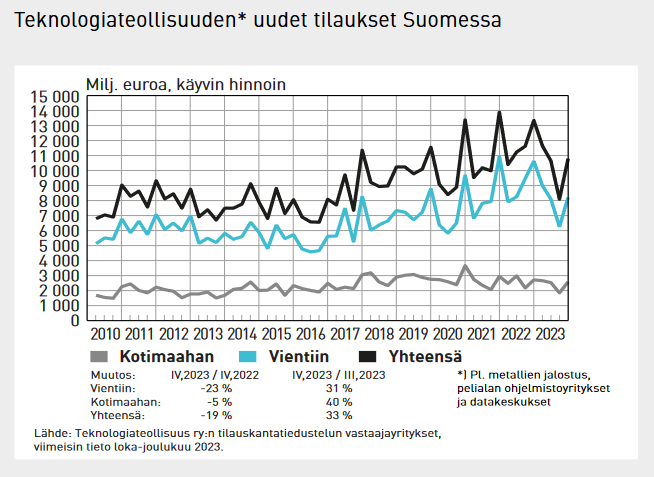 Teknologiateollisuuden* uudet tilaukset Suomessa
Milj. euroa, käyvin hinnoin
15 000
14 000
13 000
12 000
11 000
10 000
9 000
8 000
7 000
6 000
5 000
4 000
3 000
2 000
1 000
0
2010 2011 2012 2013 2014 2015 2016 2017 2018 2019 2020 2021 2022 2023
Kotimaahan Vientiin Yhteensä
Muutos: IV,2023 / IV,2022 IV,2023 / III,2023
Vientiin: -23 % 31 %
Kotimaahan: -5 % 40 %
Yhteensä: -19 % 33 %
*) Pl. metallien jalostus,
pelialan ohjelmistoyritykset
ja datakeskukset
Lähde: Teknologiateollisuus ry:n tilauskantatiedustelun vastaajayritykset,
viimeisin tieto loka-joulukuu 2023.